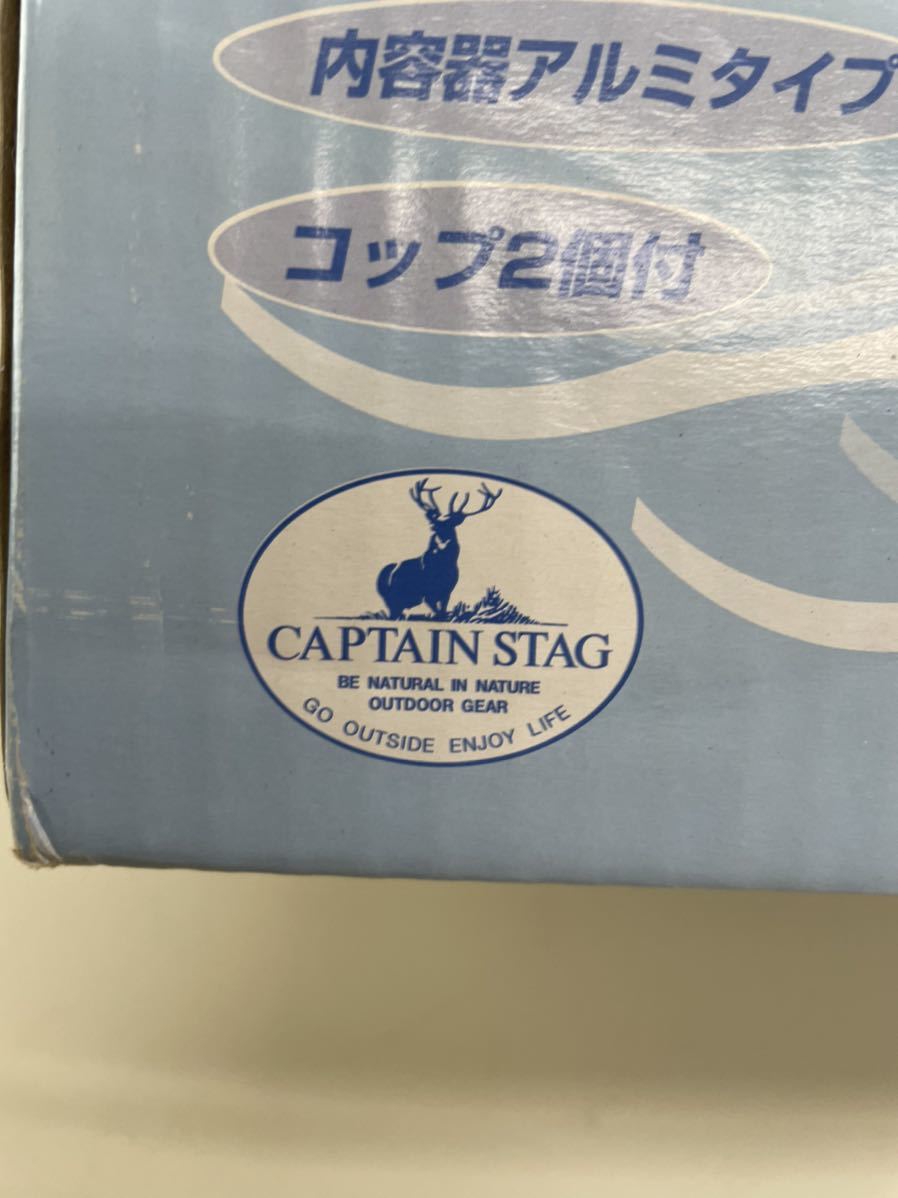 内容器アルミタイプ
コップ2個付
CAPTAIN STAG
BE NATURAL IN NATURE
OUTDOOR GEAR
GO OUTSIDE ENJOY LIFE